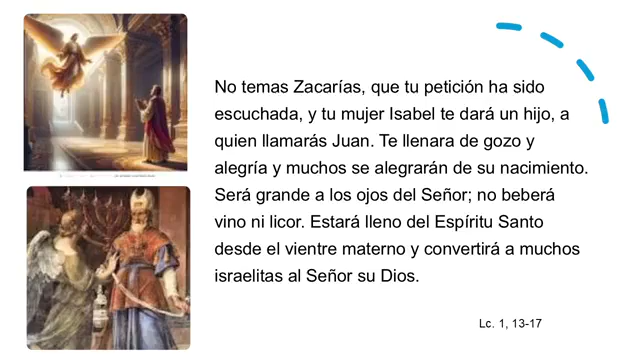 No temas Zacarías, que tu petición ha sido
escuchada, y tu mujer Isabel te dará un hijo, a
quien llamarás Juan. Te llenara de gozo y
alegría y muchos se alegrarán de su nacimiento.
Será grande a los ojos del Señor; no beberá
vino ni licor. Estará lleno del Espíritu Santo
desde el vientre materno y convertirá a muchos
israelitas al Señor su Dios.
Lc. 1, 13-17